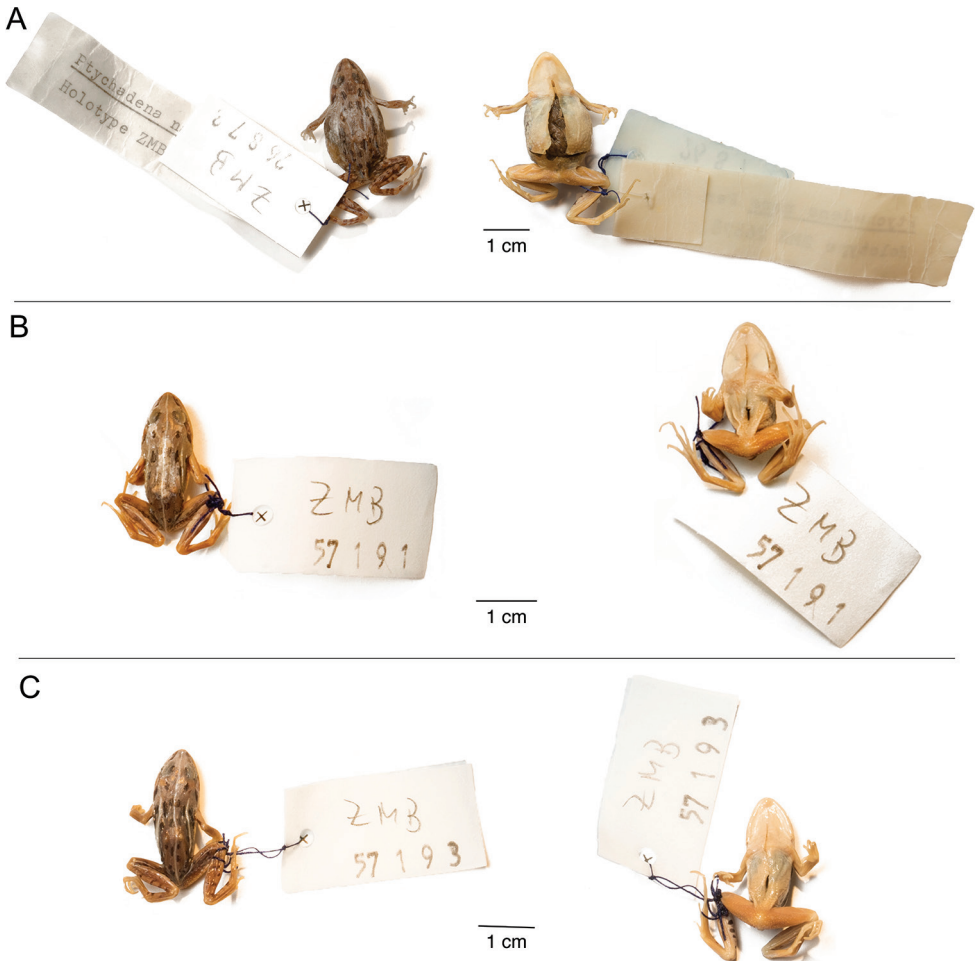 A
Ptychadena n
Holotype ZMB
ZMB
1 cm
B
ZMB
57191
ZMB
57191
1 cm
C
ZMB
57193
ZMB
57193
1 cm